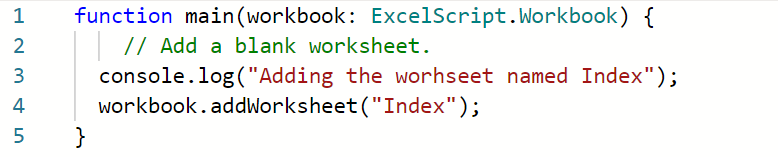 1 function main(workbook: ExcelScript.Workbook) {
2 // Add a blank worksheet.
3 console.log("Adding the worhseet named Index");
4 workbook.addWorksheet("Index");
5 }